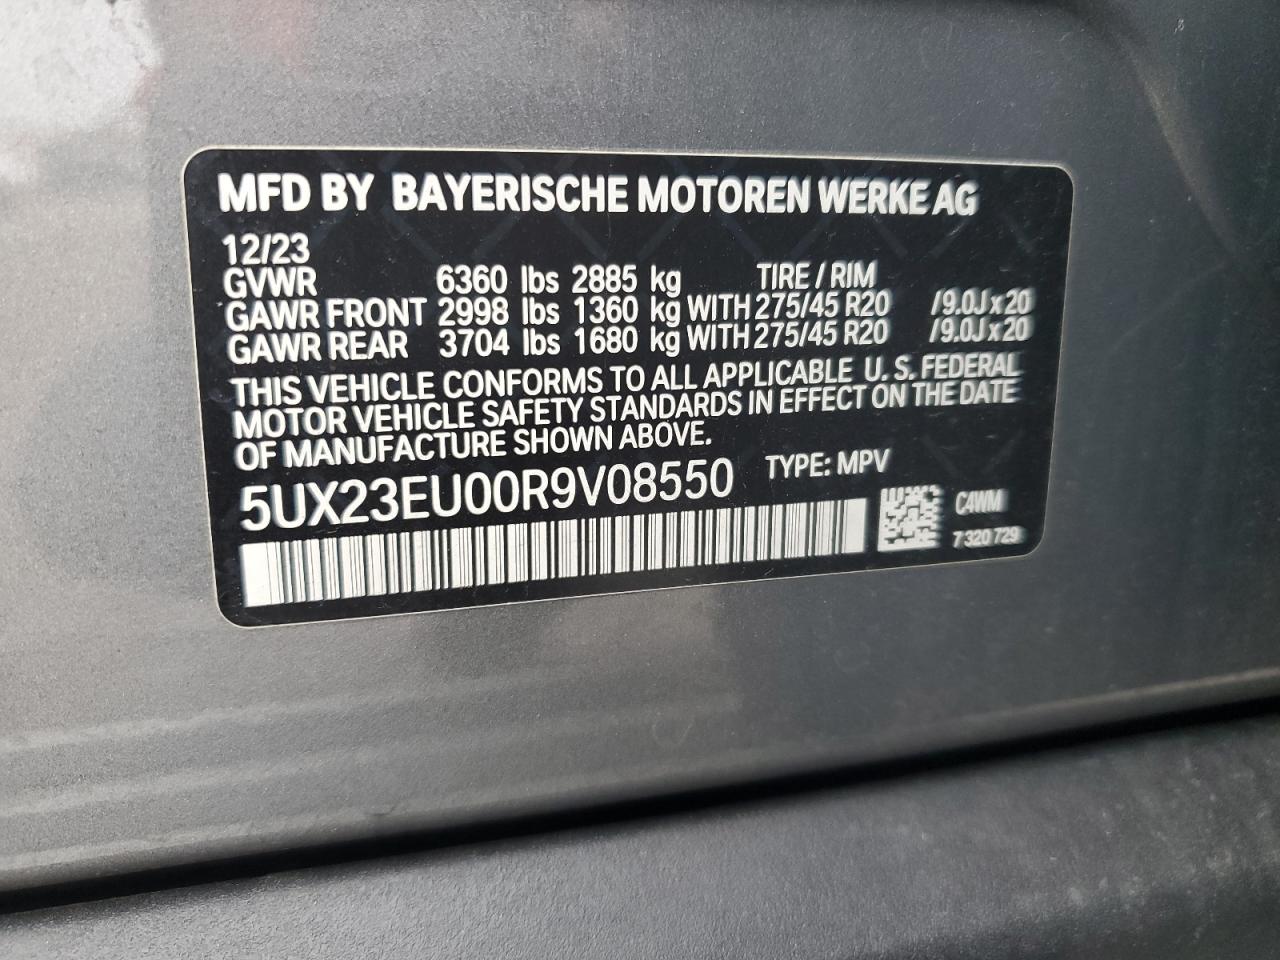 MFD BY BAYERISCHE MOTOREN WERKE AG
12/23
GVWR 6360 lbs 2885 kg TIRE / RIM
GAWR FRONT 2998 lbs 1360 kg WITH 275/45 R20 /9.0J x 20
GAWR REAR 3704 lbs 1680 kg WITH 275/45 R20 /9.0J x 20
THIS VEHICLE CONFORMS TO ALL APPLICABLE U. S. FEDERAL
MOTOR VEHICLE SAFETY STANDARDS IN EFFECT ON THE DATE
OF MANUFACTURE SHOWN ABOVE.
5UX23EU00R9V08550 TYPE: MPV
C4WM
7 320 729